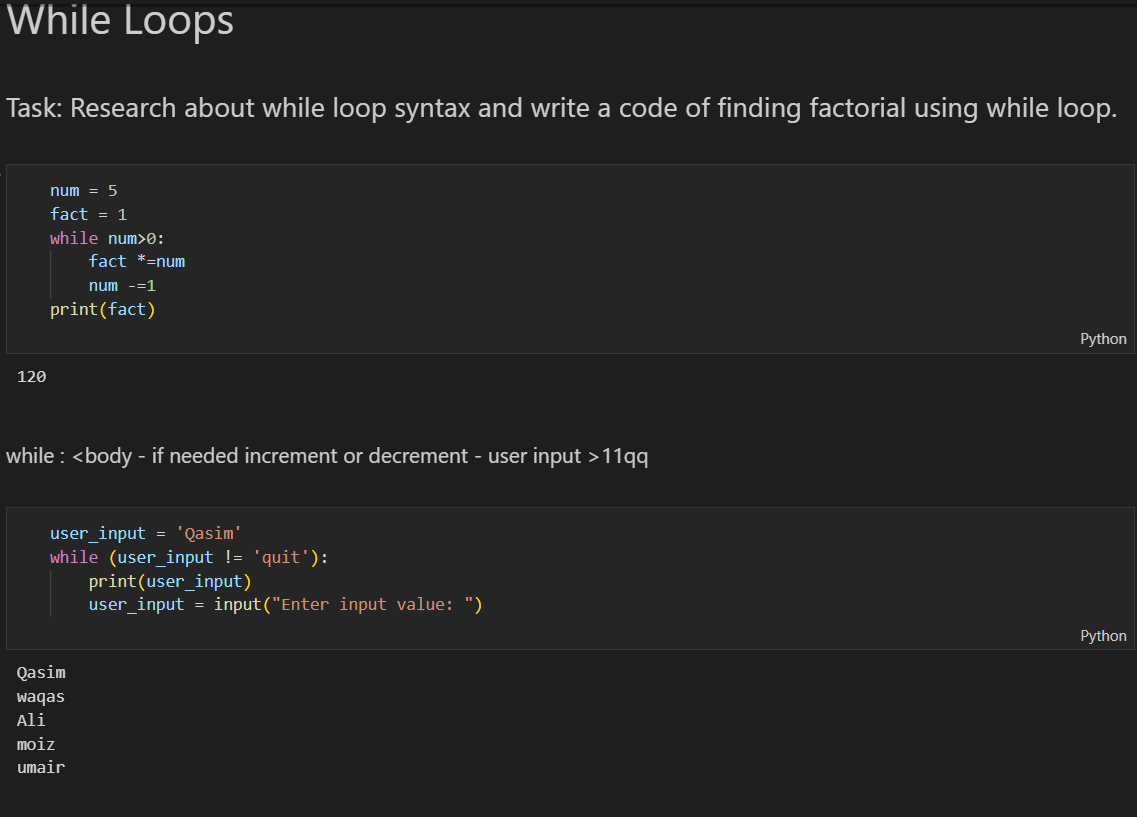 While Loops
Task: Research about while loop syntax and write a code of finding factorial using while loop.
num = 5
fact = 1
while num>0:
    fact *=num
    num -=1
print(fact)
Python
120
while : <body - if needed increment or decrement - user input >11qq
user_input = 'Qasim'
while (user_input != 'quit'):
    print(user_input)
    user_input = input("Enter input value: ")
Python
Qasim
waqas
Ali
moiz
umair